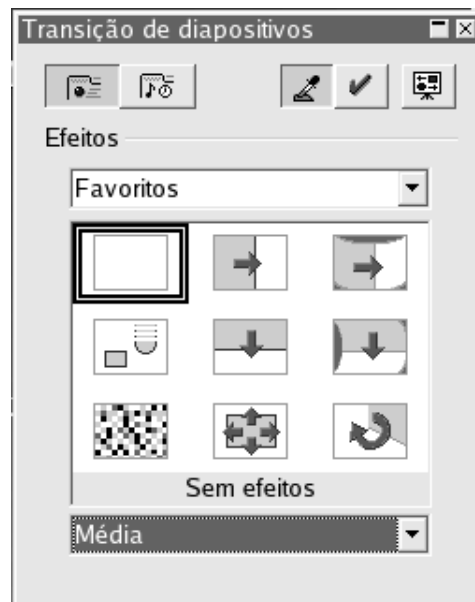 Transição de diapositivos
Efeitos
Favoritos
Sem efeitos
Média